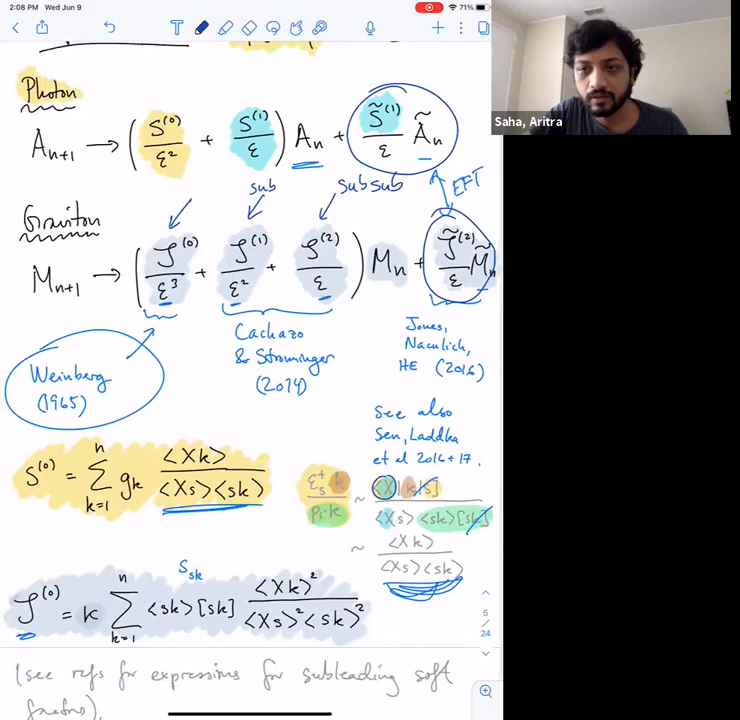 2:08 PM Wed Jun 9
71%
Saha, Aritra
Photon
A_{n+1} → ( S^{(0)}/ε² + S^{(1)}/ε ) A_n + S̃^{(1)}/ε Ã_n
sub
subsub
EFT
Graviton
M_{n+1} → ( 𝒮^{(0)}/ε³ + 𝒮^{(1)}/ε² + 𝒮^{(2)}/ε ) M_n + 𝒮̃^{(2)}/ε M̃_n
Weinberg
(1965)
Cachazo
& Strominger
(2014)
Jones,
Naculich,
HE (2016)
See also
Sen, Laddha
et al 2016+17.
S^{(0)} = Σ_{k=1}^{n} g_k <Xk> / <Xs><sk>
ε_s^+ · k / p_s·k ~ <X|k|s] / <Xs><sk>[sk]
~ <Xk> / <Xs><sk>
S_{sk}
𝒮^{(0)} = κ Σ_{k=1}^{n} <sk>[sk] <Xk>² / <Xs>²<sk>²
5
24
(see refs for expressions for subleading soft
factors).